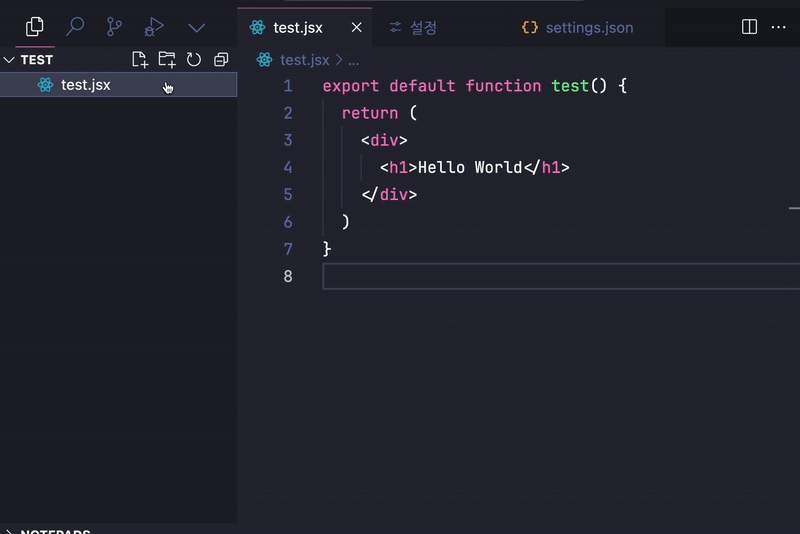 test.jsx
설정
settings.json
TEST
test.jsx
test.jsx > ...
1 export default function test() {
2 return (
3 <div>
4 <h1>Hello World</h1>
5 </div>
6 )
7 }
8
NOTEPADS